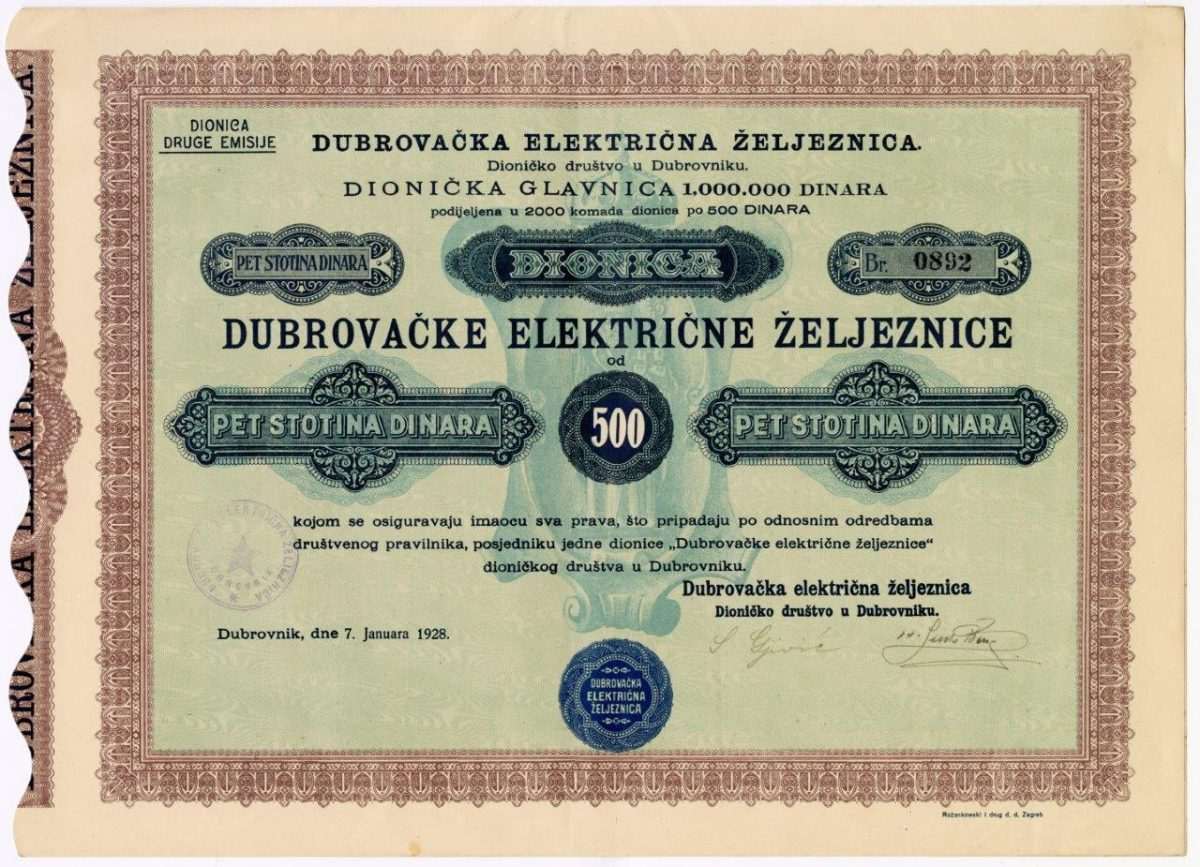 DIONICA
DRUGE EMISIJE
DUBROVAČKA ELEKTRIČNA ŽELJEZNICA.
Dioničko društvo u Dubrovniku.
DIONIČKA GLAVNICA 1.000.000 DINARA
podijeljena u 2000 komada dionica po 500 DINARA
PET STOTINA DINARA
DIONICA
Br. 0892
DUBROVAČKE ELEKTRIČNE ŽELJEZNICE
od
PET STOTINA DINARA
500
PET STOTINA DINARA
kojom se osiguravaju imaocu sva prava, što pripadaju po odnosnim odredbama
društvenog pravilnika, posjedniku jedne dionice „Dubrovačke električne željeznice“
dioničkog društva u Dubrovniku.
Dubrovačka električna željeznica
Dioničko društvo u Dubrovniku.
Dubrovnik, dne 7. Januara 1928.
DUBROVAČKA
ELEKTRIČNA
ŽELJEZNICA
Rožankowski i drug d. d. Zagreb